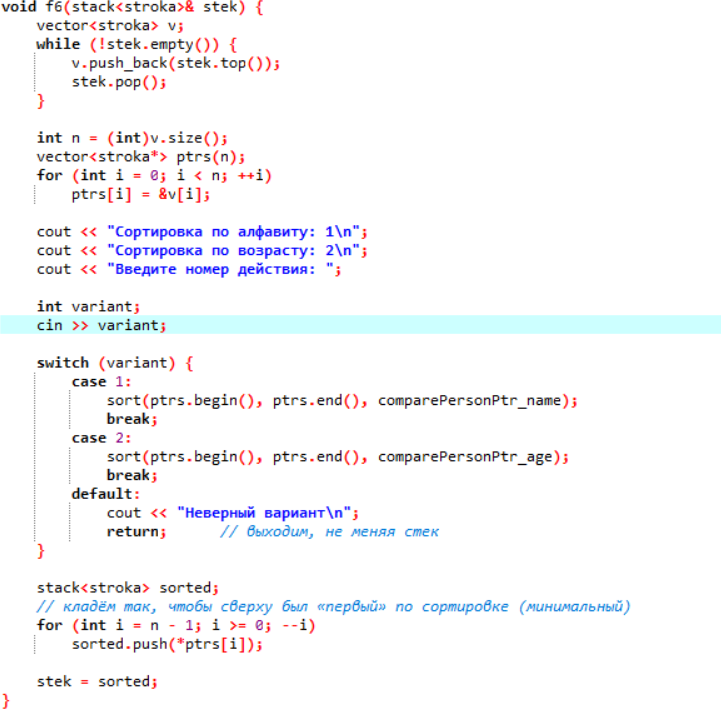 void f6(stack<stroka>& stek) {
    vector<stroka> v;
    while (!stek.empty()) {
        v.push_back(stek.top());
        stek.pop();
    }

    int n = (int)v.size();
    vector<stroka*> ptrs(n);
    for (int i = 0; i < n; ++i)
        ptrs[i] = &v[i];

    cout << "Сортировка по алфавиту: 1\n";
    cout << "Сортировка по возрасту: 2\n";
    cout << "Введите номер действия: ";

    int variant;
    cin >> variant;

    switch (variant) {
        case 1:
            sort(ptrs.begin(), ptrs.end(), comparePersonPtr_name);
            break;
        case 2:
            sort(ptrs.begin(), ptrs.end(), comparePersonPtr_age);
            break;
        default:
            cout << "Неверный вариант\n";
            return;      // выходим, не меняя стек
    }

    stack<stroka> sorted;
    // кладём так, чтобы сверху был «первый» по сортировке (минимальный)
    for (int i = n - 1; i >= 0; --i)
        sorted.push(*ptrs[i]);

    stek = sorted;
}